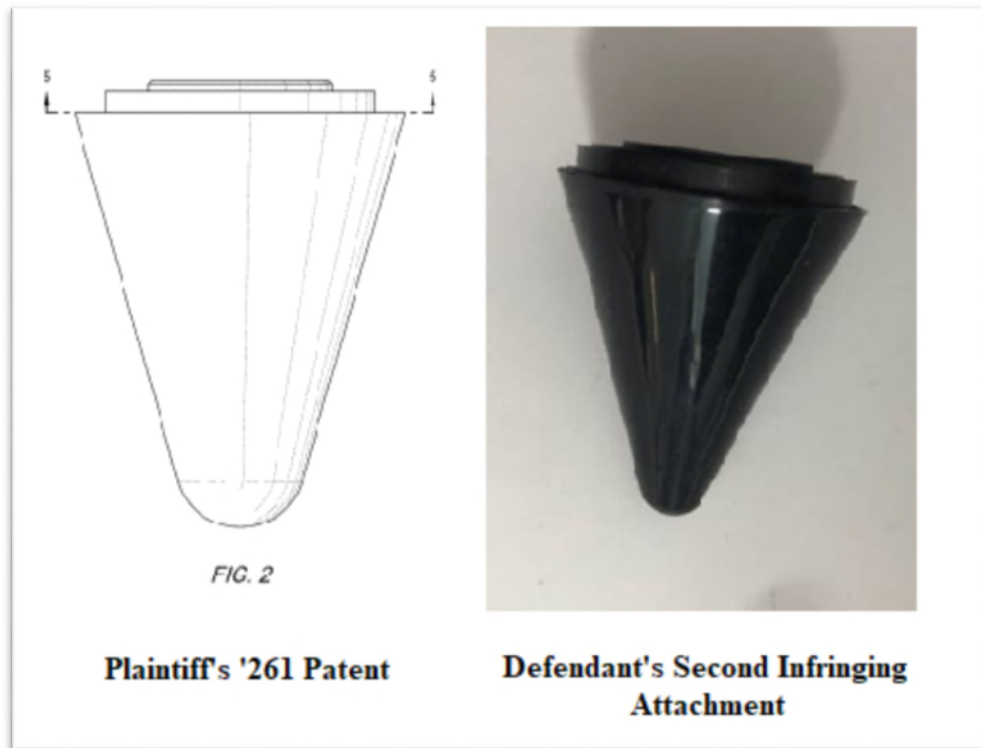 5 5
FIG. 2
Plaintiff's '261 Patent
Defendant's Second Infringing
Attachment